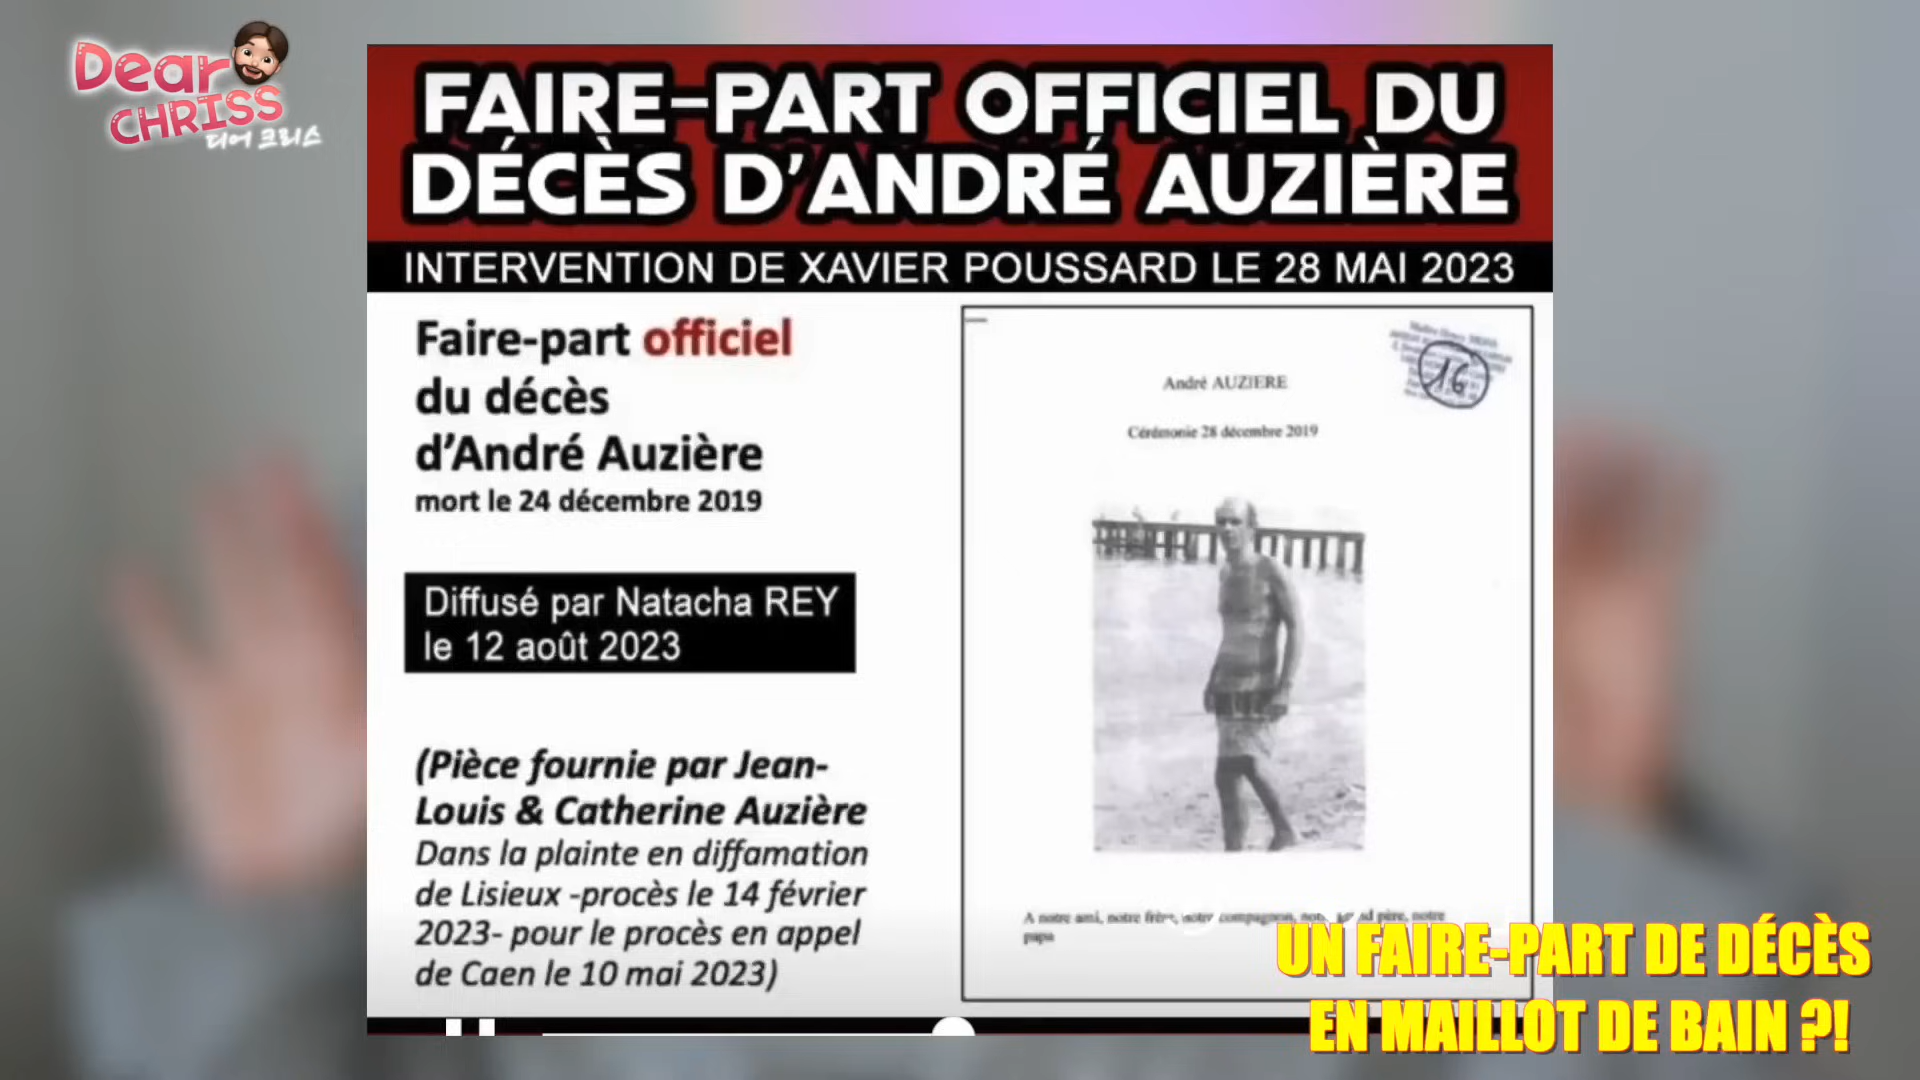 Dear
CHRISS
디어 크리스
FAIRE-PART OFFICIEL DU
DÉCÈS D'ANDRÉ AUZIÈRE
INTERVENTION DE XAVIER POUSSARD LE 28 MAI 2023
Faire-part officiel
du décès
d'André Auzière
mort le 24 décembre 2019
Diffusé par Natacha REY
le 12 août 2023
(Pièce fournie par Jean-
Louis & Catherine Auzière
Dans la plainte en diffamation
de Lisieux -procès le 14 février
2023- pour le procès en appel
de Caen le 10 mai 2023)
16
André AUZIERE
Cérémonie 28 décembre 2019
A notre ami, notre frère, notre compagnon, père, notre
papa
UN FAIRE-PART DE DÉCÈS
EN MAILLOT DE BAIN ?!